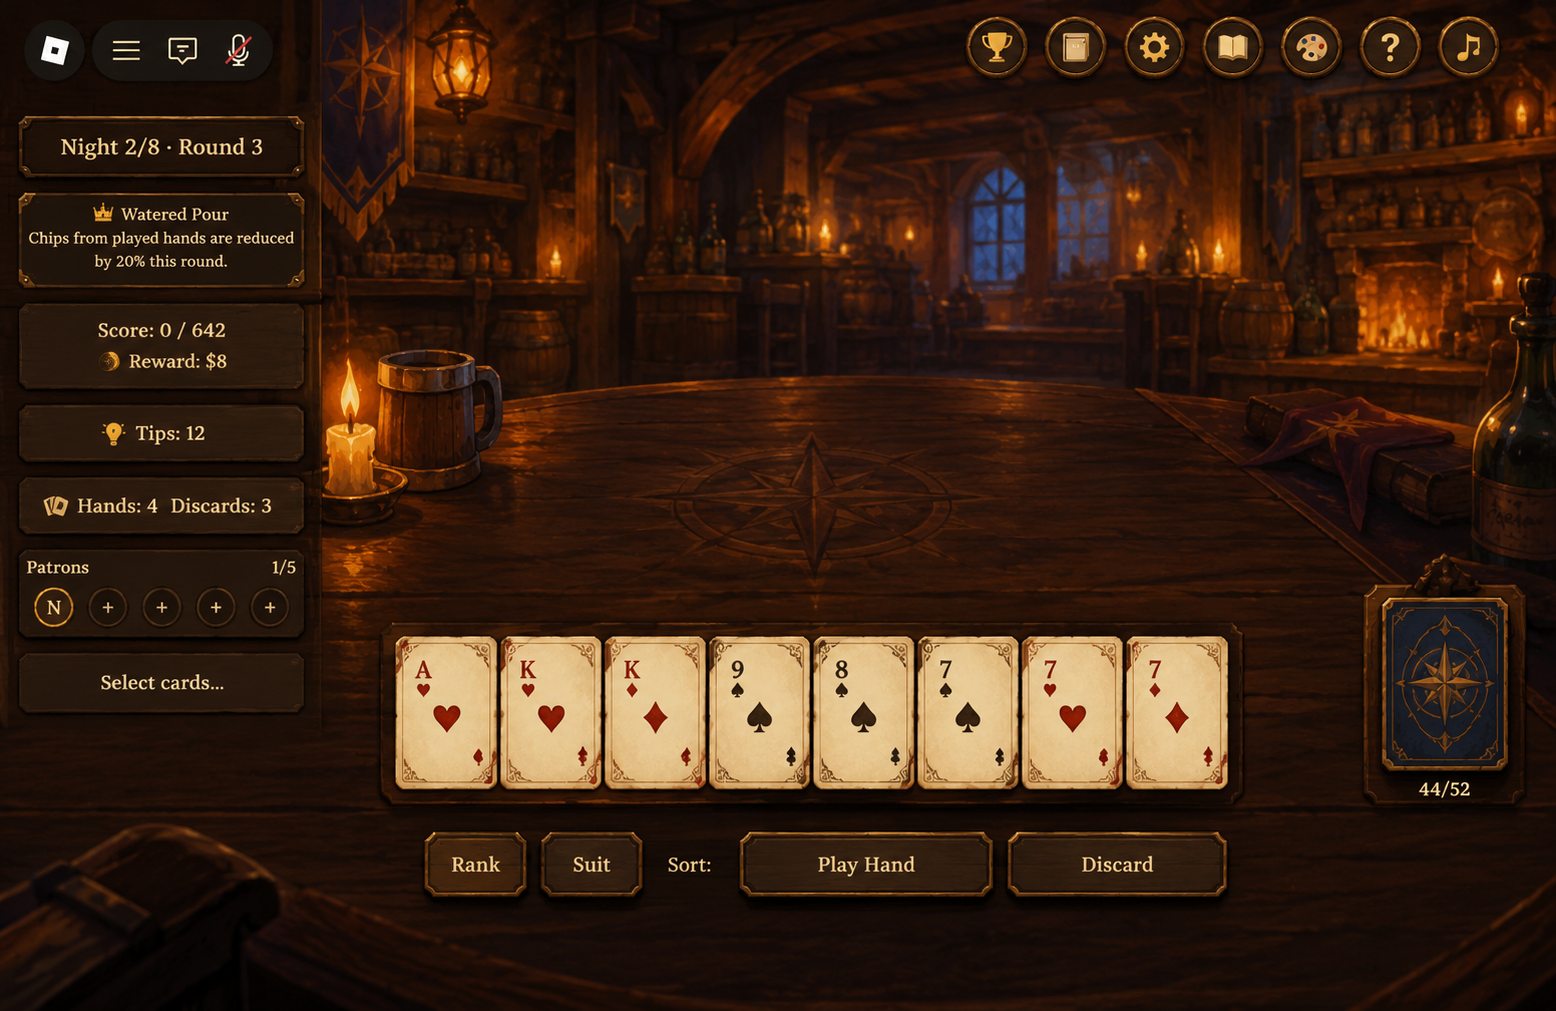 Night 2/8 · Round 3
Watered Pour
Chips from played hands are reduced
by 20% this round.
Score: 0 / 642
Reward: $8
Tips: 12
Hands: 4 Discards: 3
Patrons 1/5
N + + + +
Select cards...
?
A K K 9 8 7 7 7
44/52
Rank Suit Sort: Play Hand Discard